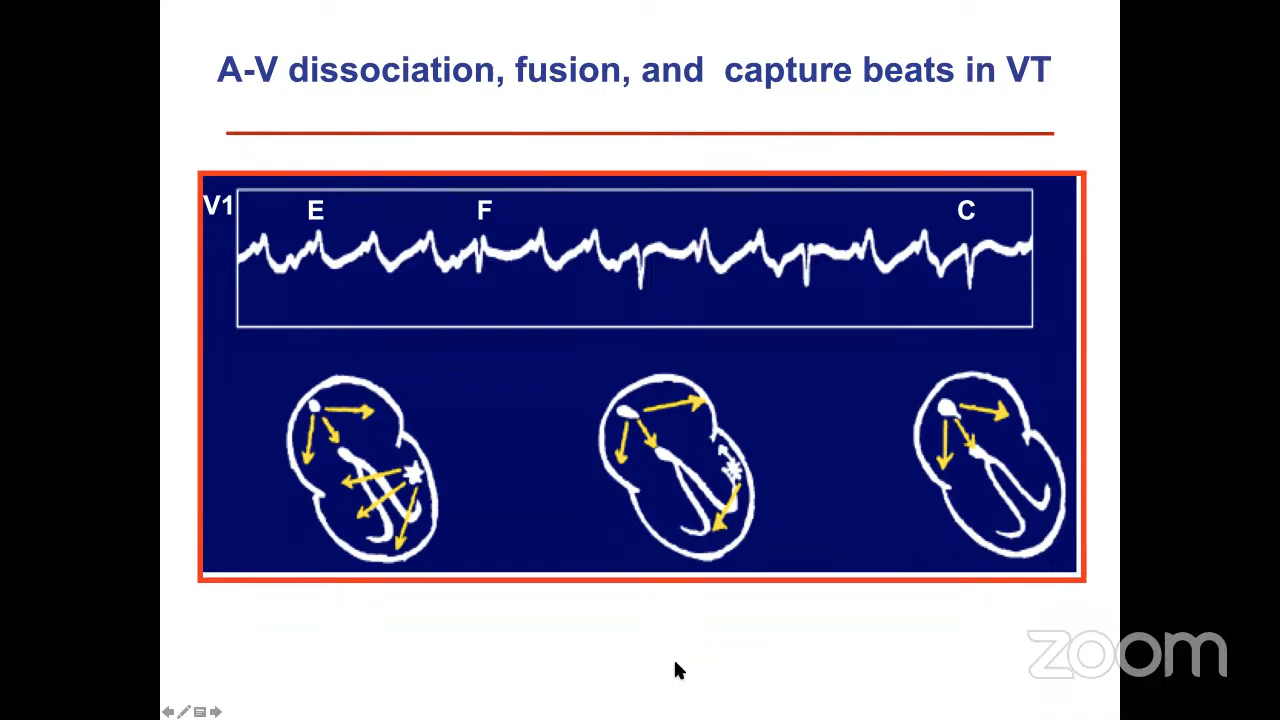 A-V dissociation, fusion, and capture beats in VT
V1
E
F
C
zoom